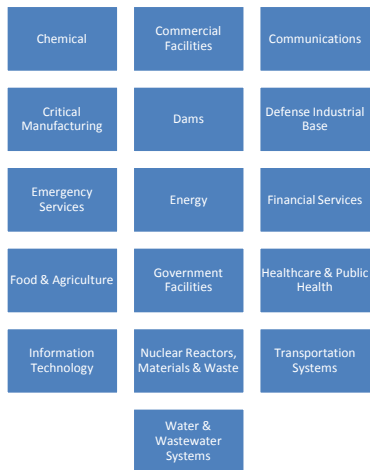 Chemical
Commercial
Facilities
Communications
Critical
Manufacturing
Dams
Defense Industrial
Base
Emergency
Services
Energy
Financial Services
Food & Agriculture
Government
Facilities
Healthcare & Public
Health
Information
Technology
Nuclear Reactors,
Materials & Waste
Transportation
Systems
Water &
Wastewater
Systems